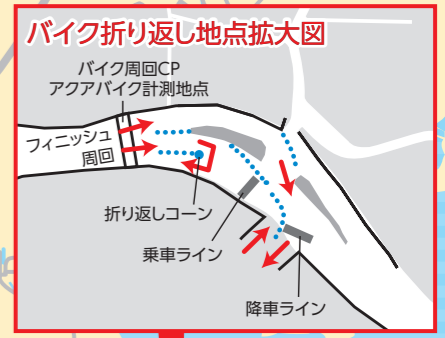 バイク折り返し地点拡大図
バイク周回CP
アクアバイク計測地点
フィニッシュ
周回
折り返しコーン
乗車ライン
降車ライン